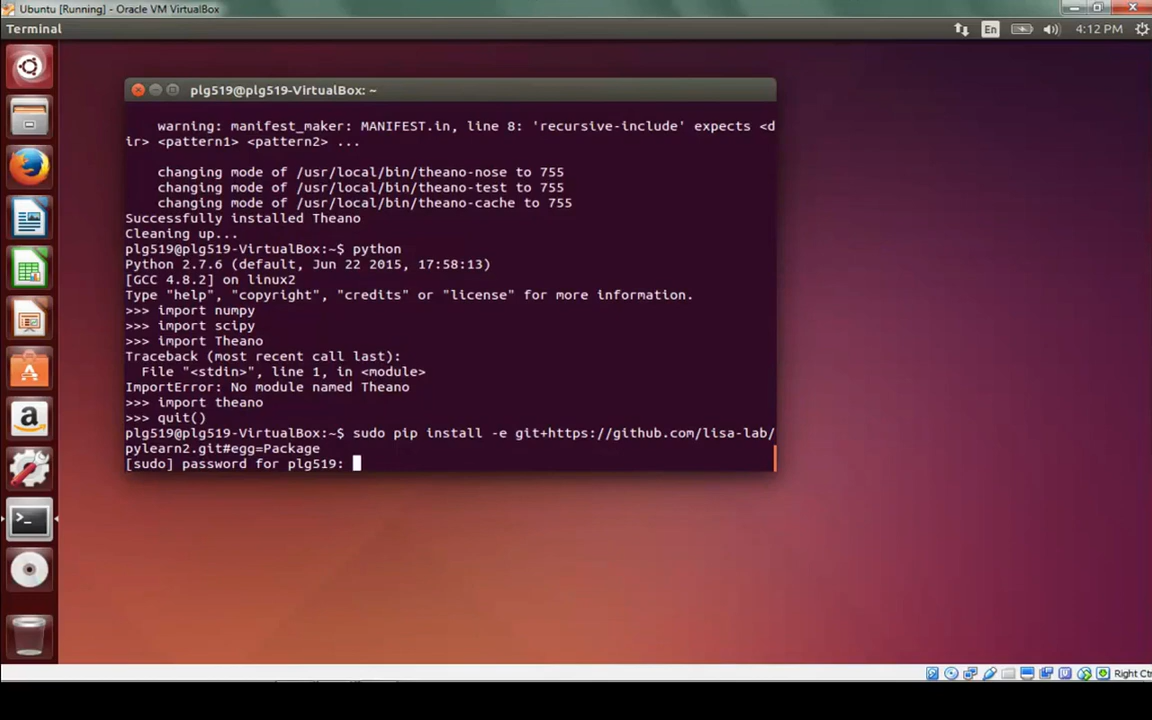 Ubuntu [Running] - Oracle VM VirtualBox
Terminal
En
4:12 PM
plg519@plg519-VirtualBox: ~
warning: manifest_maker: MANIFEST.in, line 8: 'recursive-include' expects <d
ir> <pattern1> <pattern2> ...
changing mode of /usr/local/bin/theano-nose to 755
changing mode of /usr/local/bin/theano-test to 755
changing mode of /usr/local/bin/theano-cache to 755
Successfully installed Theano
Cleaning up...
plg519@plg519-VirtualBox:~$ python
Python 2.7.6 (default, Jun 22 2015, 17:58:13)
[GCC 4.8.2] on linux2
Type "help", "copyright", "credits" or "license" for more information.
>>> import numpy
>>> import scipy
>>> import Theano
Traceback (most recent call last):
File "<stdin>", line 1, in <module>
ImportError: No module named Theano
>>> import theano
>>> quit()
plg519@plg519-VirtualBox:~$ sudo pip install -e git+https://github.com/lisa-lab/
pylearn2.git#egg=Package
[sudo] password for plg519:
Right Ctr